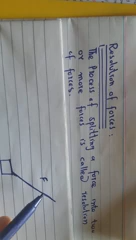 Resolution of forces:
The process of splitting a force into two
or more forces is called resolution
of forces.
F